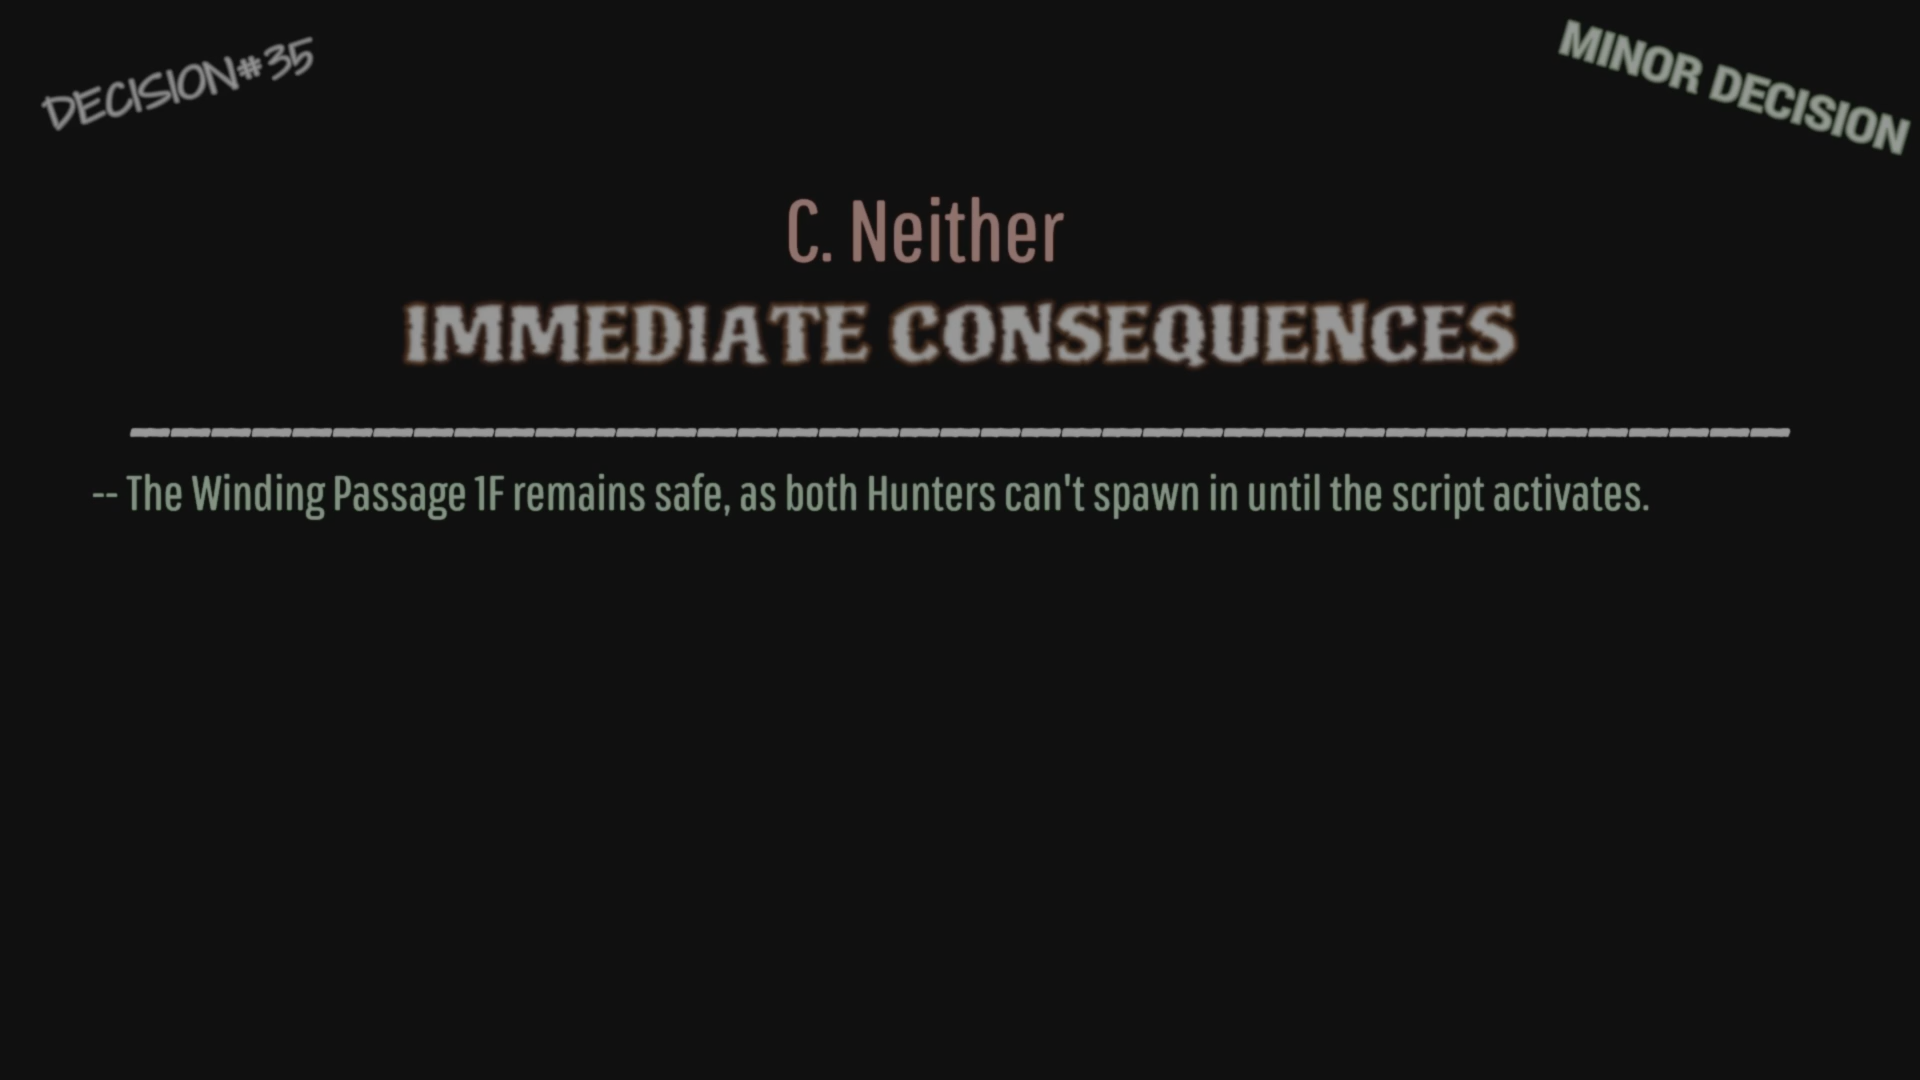 DECISION#35
MINOR DECISION
C. Neither
IMMEDIATE CONSEQUENCES
-- The Winding Passage 1F remains safe, as both Hunters can't spawn in until the script activates.